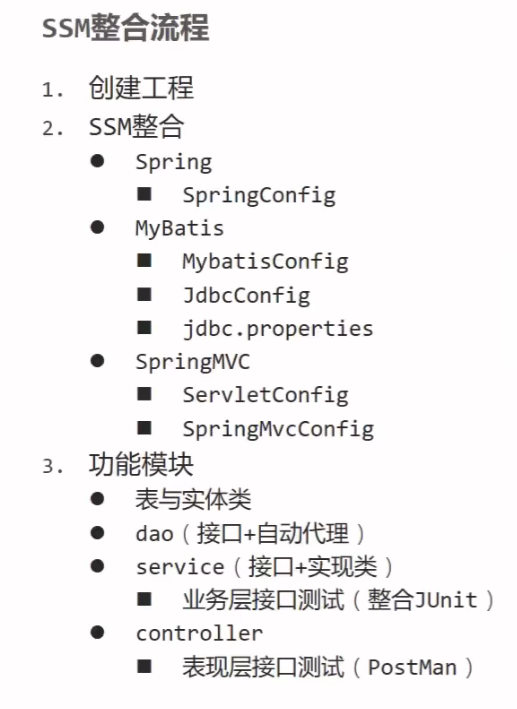 SSM整合流程
1. 创建工程
2. SSM整合
● Spring
■ SpringConfig
● MyBatis
■ MybatisConfig
■ JdbcConfig
■ jdbc.properties
● SpringMVC
■ ServletConfig
■ SpringMvcConfig
3. 功能模块
● 表与实体类
● dao（接口+自动代理）
● service（接口+实现类）
■ 业务层接口测试（整合JUnit）
● controller
■ 表现层接口测试（PostMan）